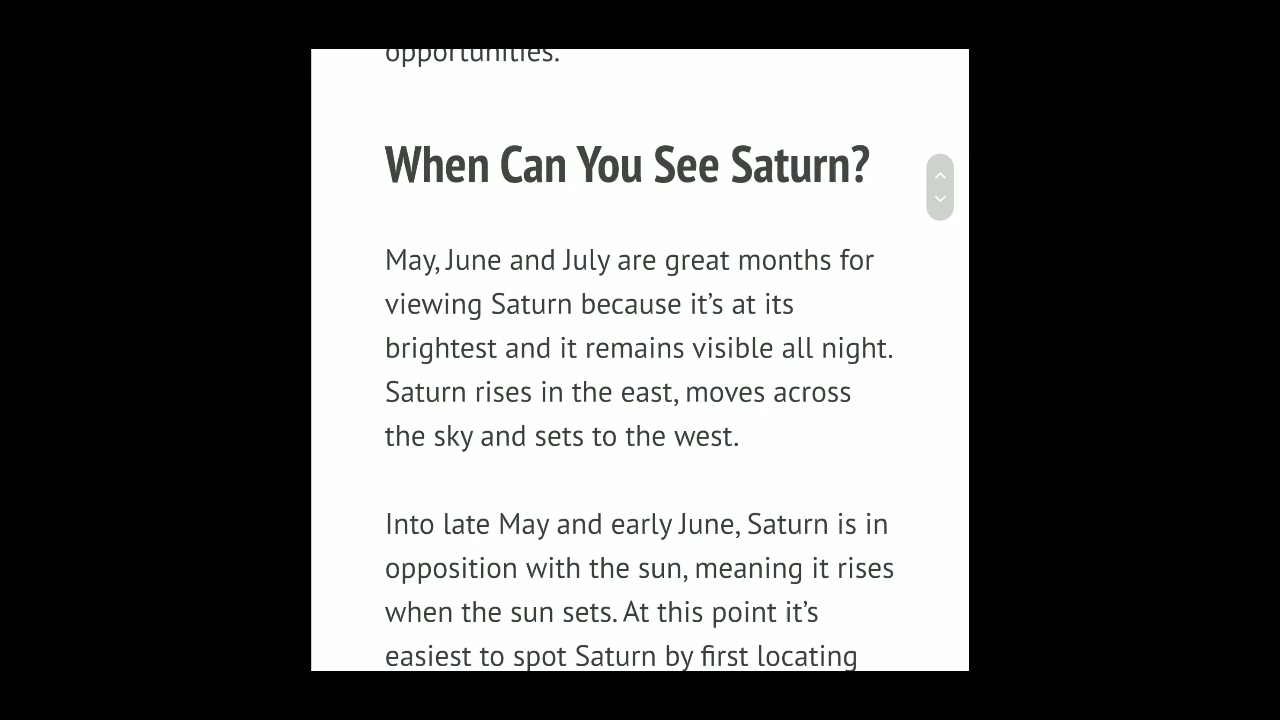 opportunities.
When Can You See Saturn?
May, June and July are great months for
viewing Saturn because it’s at its
brightest and it remains visible all night.
Saturn rises in the east, moves across
the sky and sets to the west.
Into late May and early June, Saturn is in
opposition with the sun, meaning it rises
when the sun sets. At this point it’s
easiest to spot Saturn by first locating